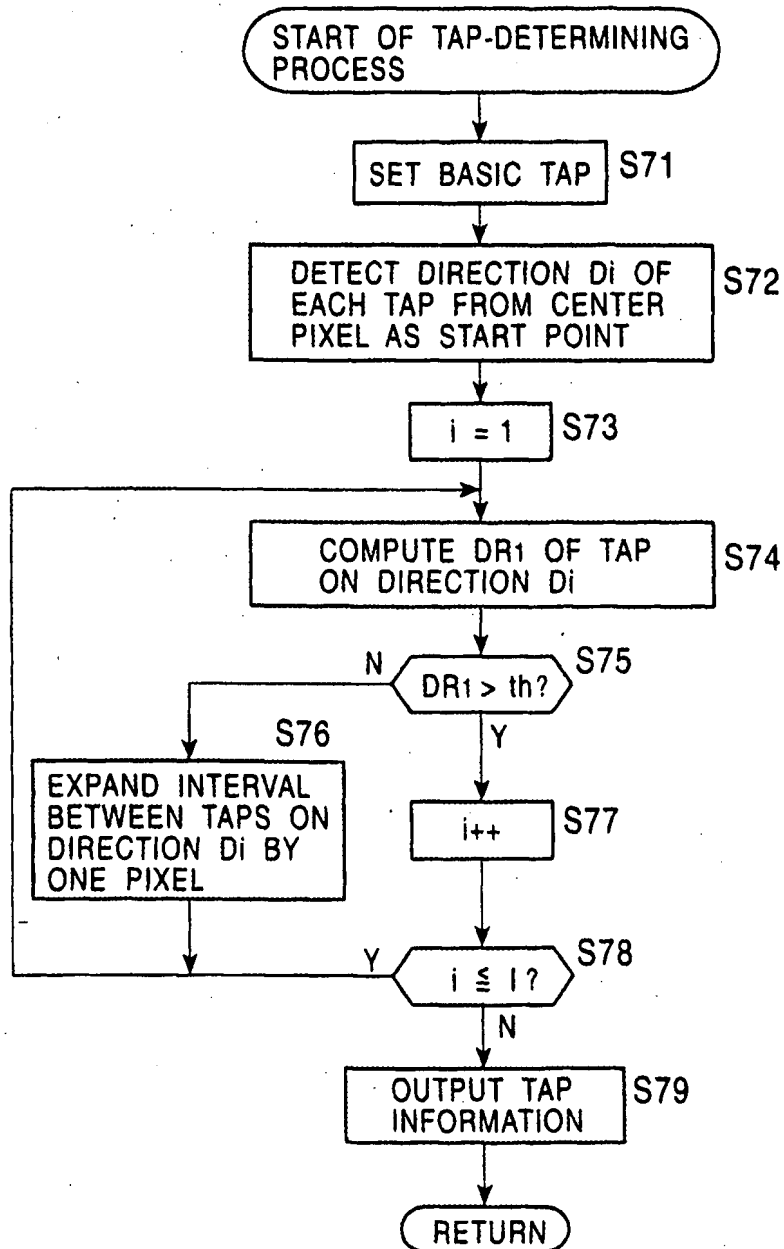 START OF TAP-DETERMINING
PROCESS
SET BASIC TAP
S71
DETECT DIRECTION Di OF
EACH TAP FROM CENTER
PIXEL AS START POINT
S72
i = 1
S73
COMPUTE DR1 OF TAP
ON DIRECTION Di
S74
S75
DR1 > th?
N
Y
S76
EXPAND INTERVAL
BETWEEN TAPS ON
DIRECTION Di BY
ONE PIXEL
i++
S77
S78
i ≦ I?
Y
N
OUTPUT TAP
INFORMATION
S79
RETURN